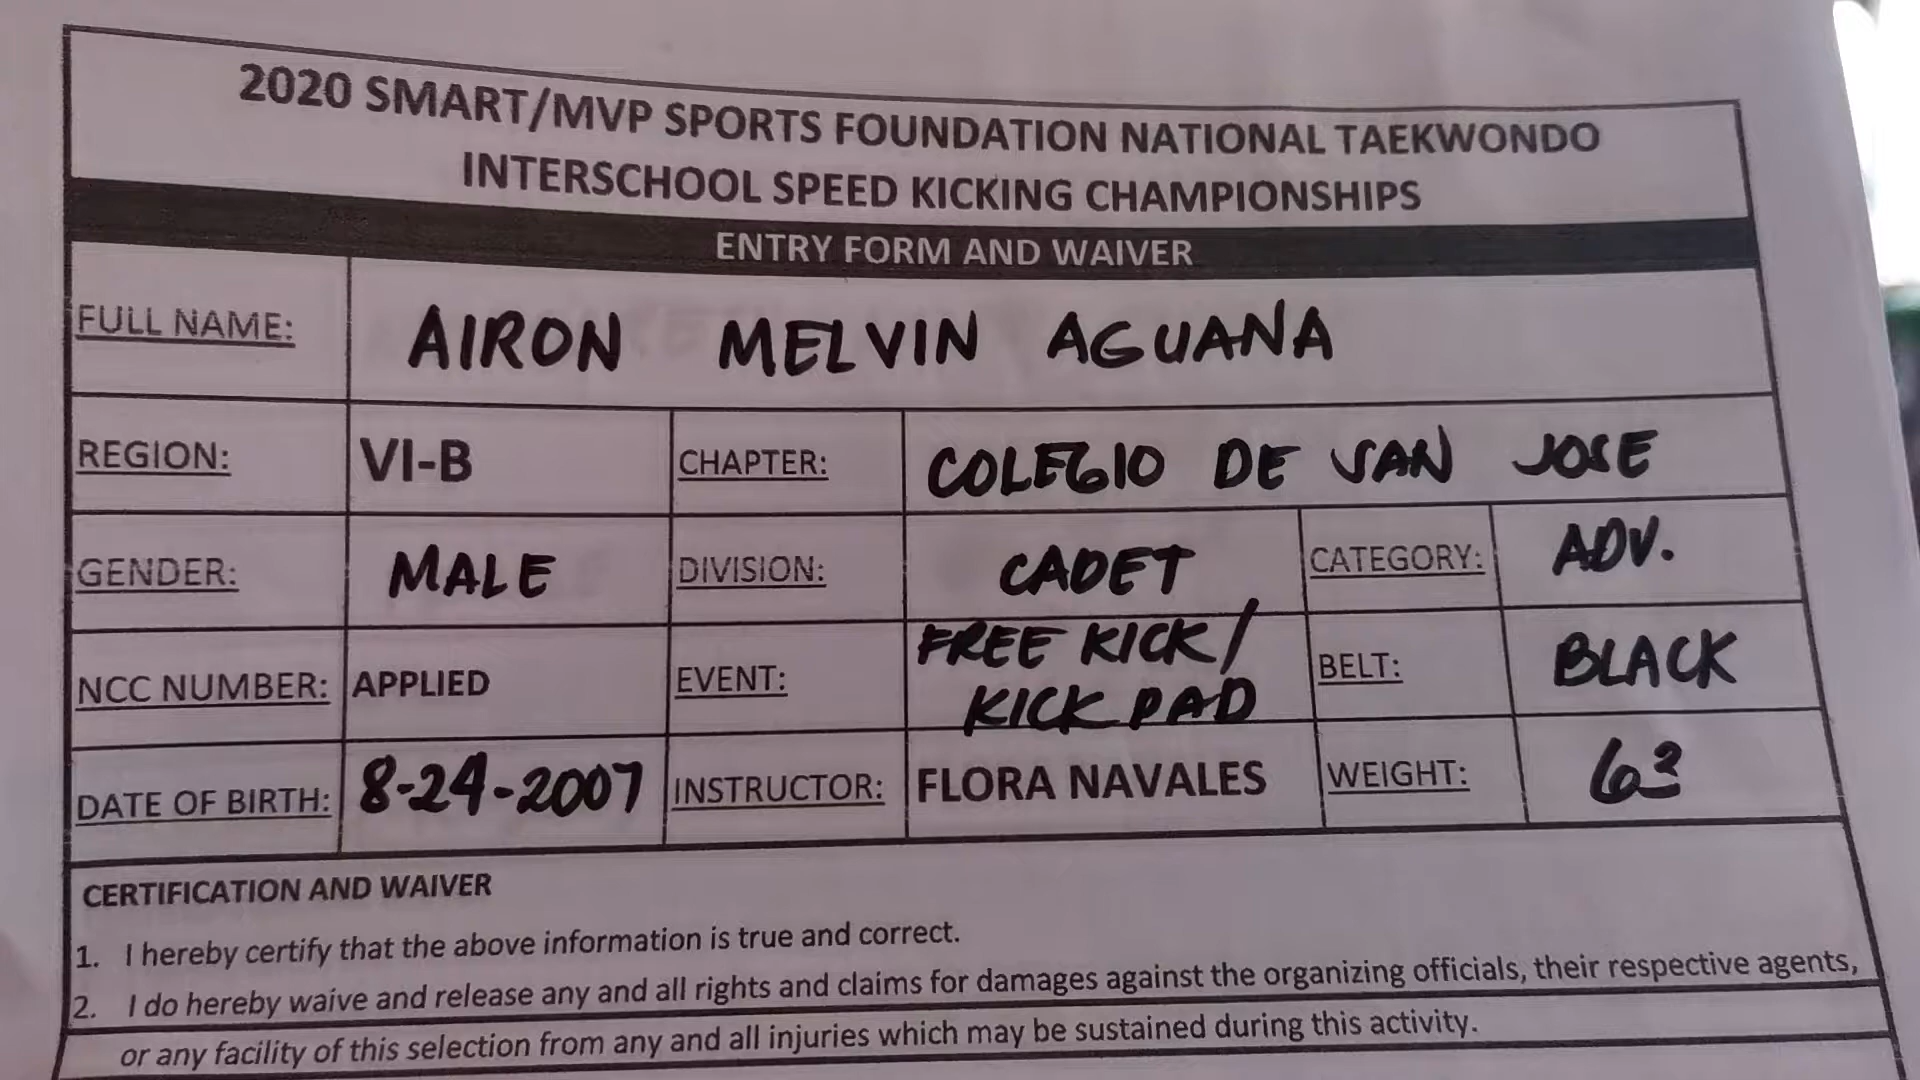 2020 SMART/MVP SPORTS FOUNDATION NATIONAL TAEKWONDO
INTERSCHOOL SPEED KICKING CHAMPIONSHIPS
ENTRY FORM AND WAIVER
FULL NAME: AIRON MELVIN AGUANA
REGION: VI-B CHAPTER: COLEGIO DE SAN JOSE
GENDER: MALE DIVISION: CADET CATEGORY: ADV.
NCC NUMBER: APPLIED EVENT: FREE KICK/
KICK PAD BELT: BLACK
DATE OF BIRTH: 8-24-2007 INSTRUCTOR: FLORA NAVALES WEIGHT: 63
CERTIFICATION AND WAIVER
1. I hereby certify that the above information is true and correct.
2. I do hereby waive and release any and all rights and claims for damages against the organizing officials, their respective agents,
or any facility of this selection from any and all injuries which may be sustained during this activity.